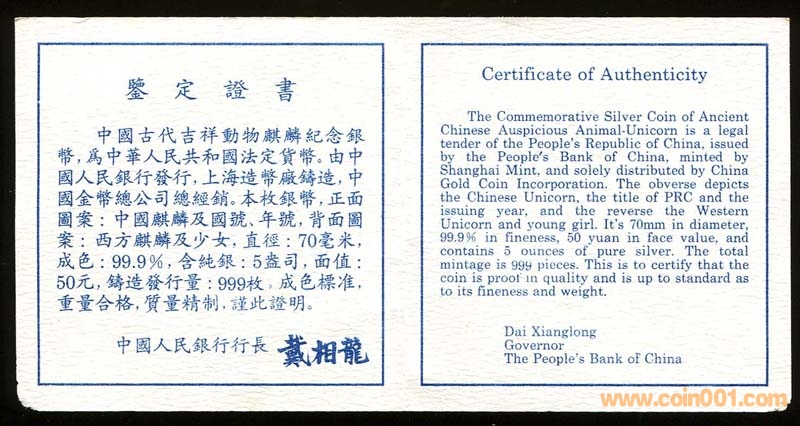 鑒定證書
中國古代吉祥動物麒麟紀念銀
幣，爲中華人民共和國法定貨幣。由中
國人民銀行發行，上海造幣廠鑄造，中
國金幣總公司總經銷。本枚銀幣，正面
圖案：中國麒麟及國號、年號，背面圖
案：西方麒麟及少女，直徑：70毫米，
成色：99.9%，含純銀：5盎司，面值：
50元，鑄造發行量：999枚。成色標准，
重量合格，質量精制，謹此證明。
中國人民銀行行長 戴相龍
Certificate of Authenticity
The Commemorative Silver Coin of Ancient
Chinese Auspicious Animal-Unicorn is a legal
tender of the People's Republic of China, issued
by the People's Bank of China, minted by
Shanghai Mint, and solely distributed by China
Gold Coin Incorporation. The obverse depicts
the Chinese Unicorn, the title of PRC and the
issuing year, and the reverse the Western
Unicorn and young girl. It's 70mm in diameter,
99.9% in fineness, 50 yuan in face value, and
contains 5 ounces of pure silver. The total
mintage is 999 pieces. This is to certify that the
coin is proof in quality and is up to standard as
to its fineness and weight.
Dai Xianglong
Governor
The People's Bank of China
www.coin001.com